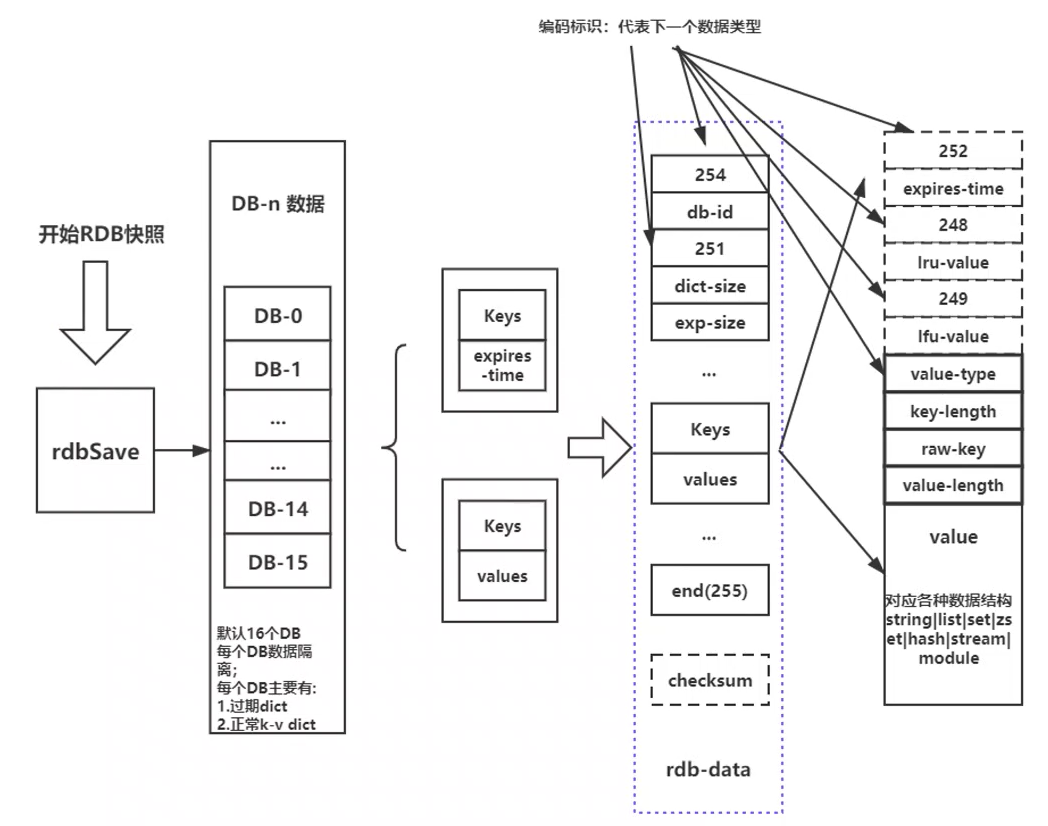 编码标识：代表下一个数据类型
开始RDB快照
rdbSave
DB-n 数据
DB-0
DB-1
...
...
DB-14
DB-15
默认16个DB
每个DB数据隔
离；
每个DB主要有:
1.过期dict
2.正常k-v dict
Keys
expires
-time
Keys
values
254
db-id
251
dict-size
exp-size
...
Keys
values
...
end(255)
checksum
rdb-data
252
expires-time
248
lru-value
249
lfu-value
value-type
key-length
raw-key
value-length
value
对应各种数据结构
string|list|set|zs
et|hash|stream|
module